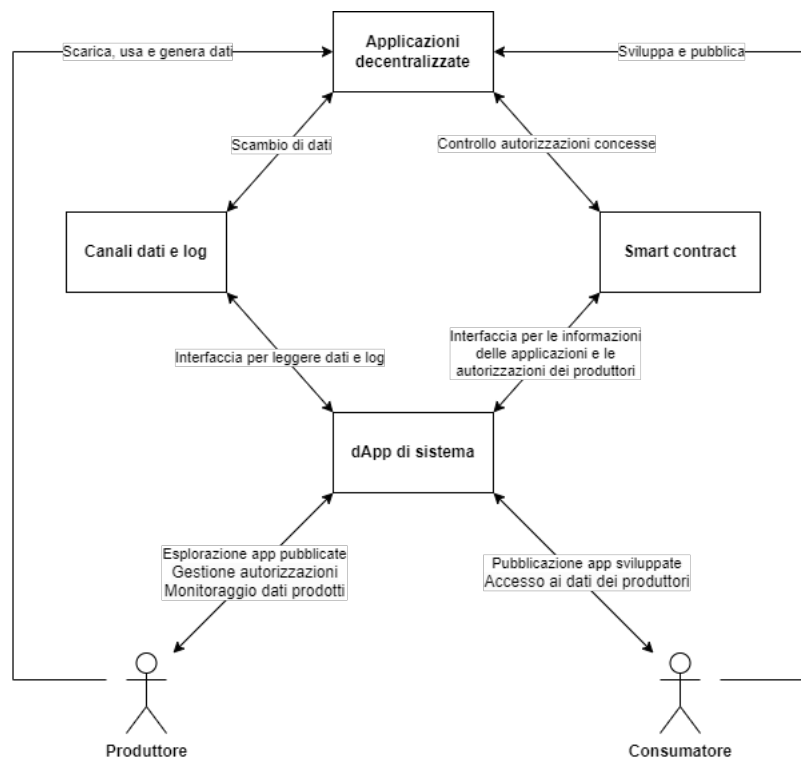 Applicazioni
decentralizzate
Scarica, usa e genera dati
Sviluppa e pubblica
Scambio di dati
Controllo autorizzazioni concesse
Canali dati e log
Smart contract
Interfaccia per leggere dati e log
Interfaccia per le informazioni
delle applicazioni e le
autorizzazioni dei produttori
dApp di sistema
Esplorazione app pubblicate
Gestione autorizzazioni
Monitoraggio dati prodotti
Pubblicazione app sviluppate
Accesso ai dati dei produttori
Produttore
Consumatore